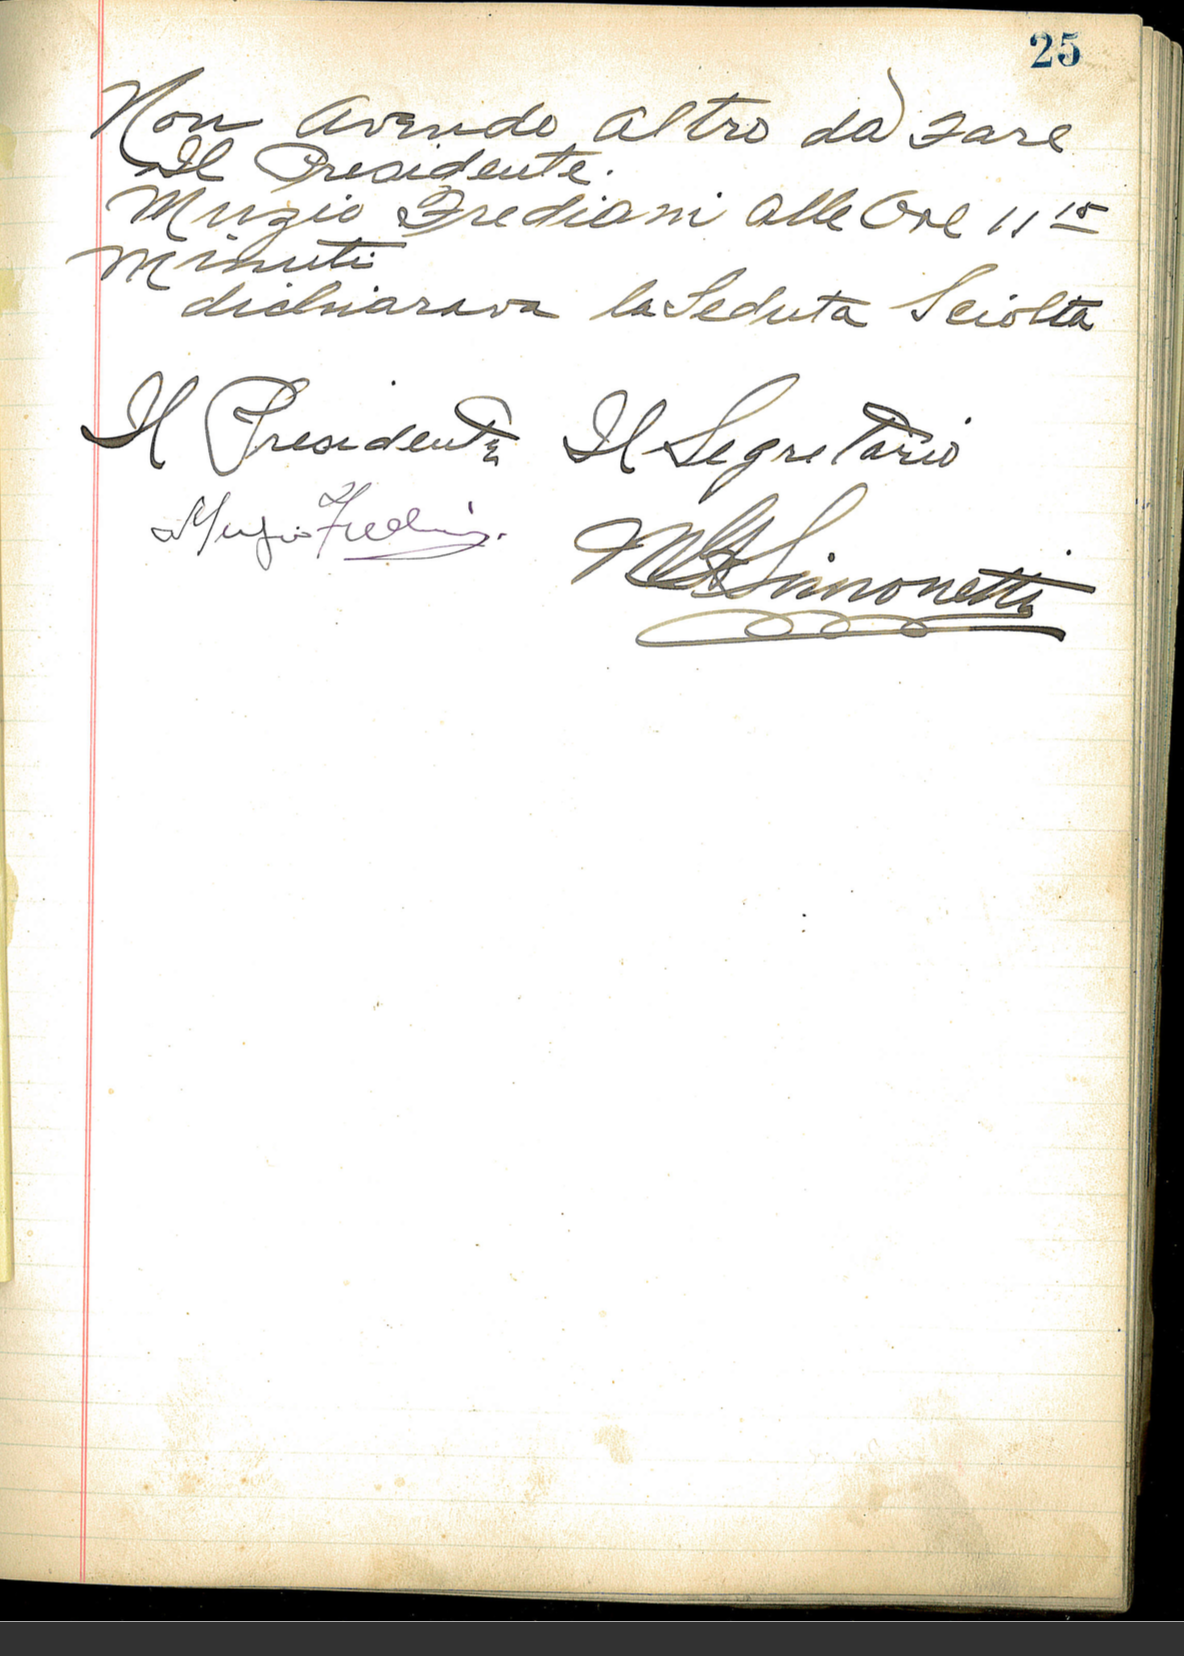 25
Non Avendo Altro da Fare
Il Presidente.
Muzio Frediani Alle Ore 11 15
Minuti
dichiarava la Seduta Sciolta
Il Presidente Il Segretario
Muzio Frediani.
Simonetti